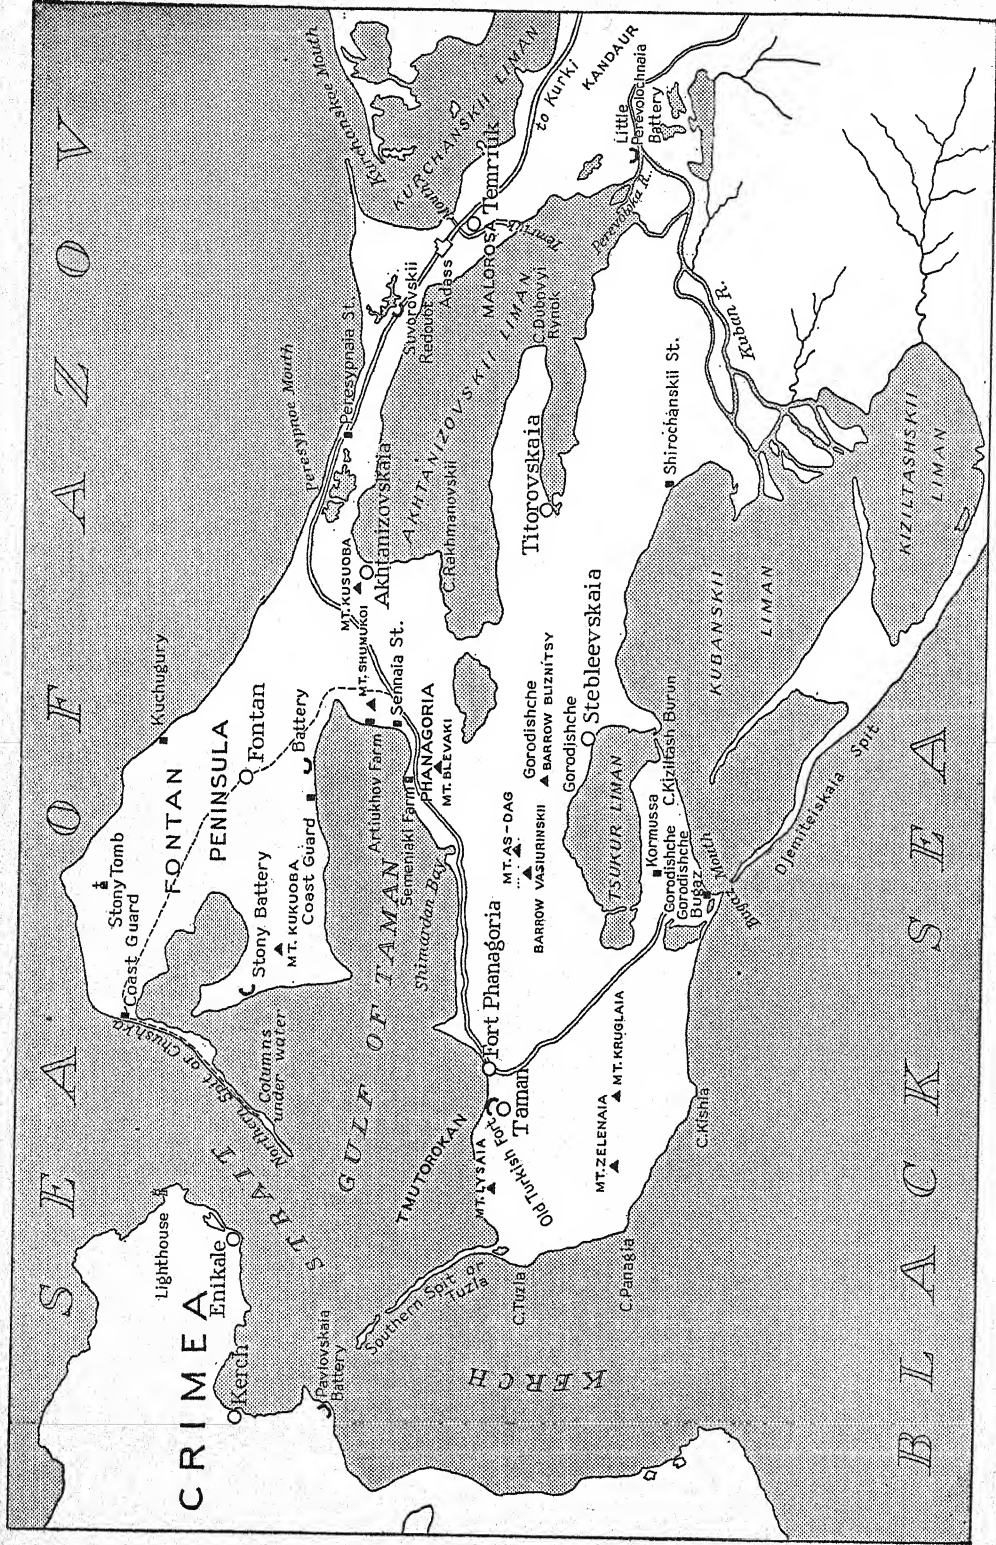 SEA OF AZOV
BLACK SEA
CRIMEA
KERCH
STRAIT
GULF OF TAMAN
Lighthouse
Enikale
Kerch
Pavlovskaia
Battery
Northern Spit or Chushka
Columns
under water
Southern Spit or
Tuzla
C.Tuzla
C.Panagia
C.Kishla
TMUTOROKAN
MT.LYSAIA
Old Turkish Fort
Taman
Fort Phanagoria
MT.ZELENAIA
MT.KRUGLAIA
Coast Guard
Stony Tomb
FONTAN
PENINSULA
Kuchugury
Fontan
Battery
Stony Battery
MT. KUKUOBA
Coast Guard
Artiukhov Farm
Semeniaki Farm
Shimardan Bay
PHANAGORIA
MT.BLEVAKI
Sennaia St.
MT.SHUMUKOI
MT.KUSUOBA
Akhtanizovskaia
MT.AS-DAG
BARROW VASIURINSKII
Gorodishche
BARROW BLIZNITSY
Gorodishche
Stebleevskaia
TSUKUR LIMAN
Kormussa
C.Kiziltash Burun
Gorodishche
Gorodishche
Bugaz
Bugaz Mouth
Djemiteiskaia Spit
KUBANSKII
LIMAN
KIZILTASHSKII
LIMAN
Shirochanskii St.
Titorovskaia
C.Rakhmanovskii
AKHTANIZOVSKII LIMAN
C.Dubovyi
Rynok
Peresypnoe Mouth
Peresypnaia St.
Suvorovskii
Redoubt
Adass
MALOROSA
Temriuk
Temriuk Mouth
KURCHANSKII LIMAN
Kurchanskoe Mouth
to Kurki
KANDAUR
Little
Perevolochnaia
Battery
Perevoloka R.
Kuban R.